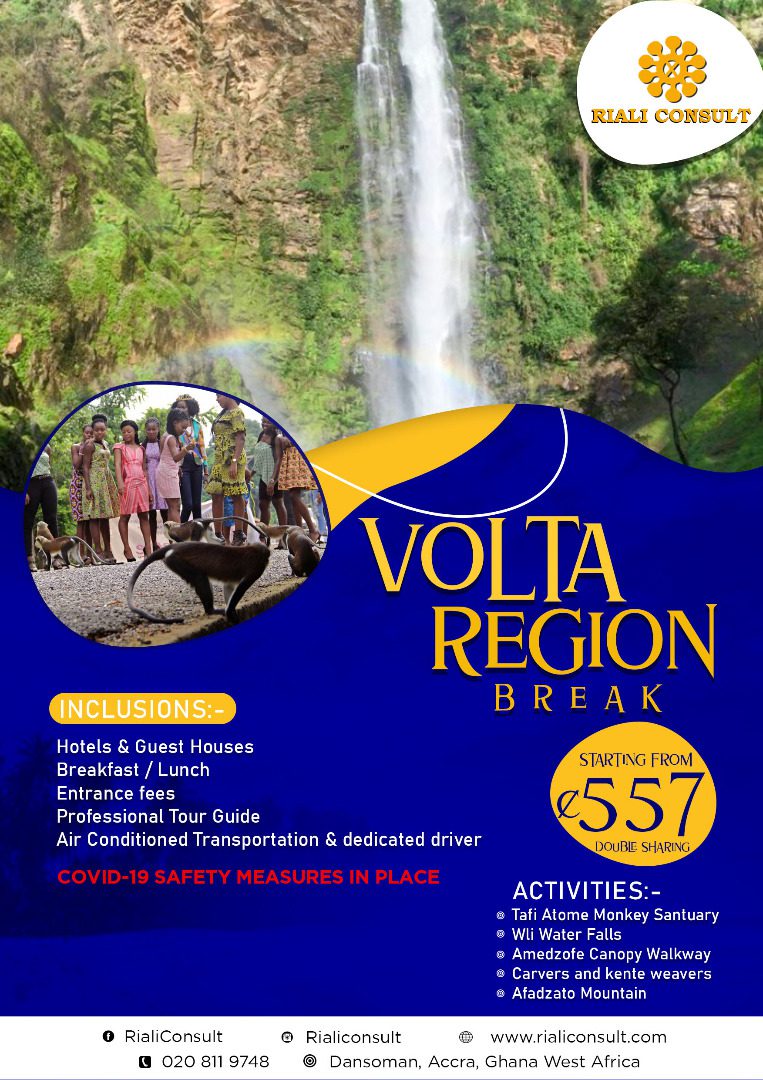 RIALI CONSULT
VOLTA
REGION
BREAK
INCLUSIONS:-
Hotels & Guest Houses
Breakfast / Lunch
Entrance fees
Professional Tour Guide
Air Conditioned Transportation & dedicated driver
COVID-19 SAFETY MEASURES IN PLACE
STARTING FROM
₵557
DOUBLE SHARING
ACTIVITIES:-
Tafi Atome Monkey Santuary
Wli Water Falls
Amedzofe Canopy Walkway
Carvers and kente weavers
Afadzato Mountain
RialiConsult Rialiconsult www.rialiconsult.com
020 811 9748 Dansoman, Accra, Ghana West Africa